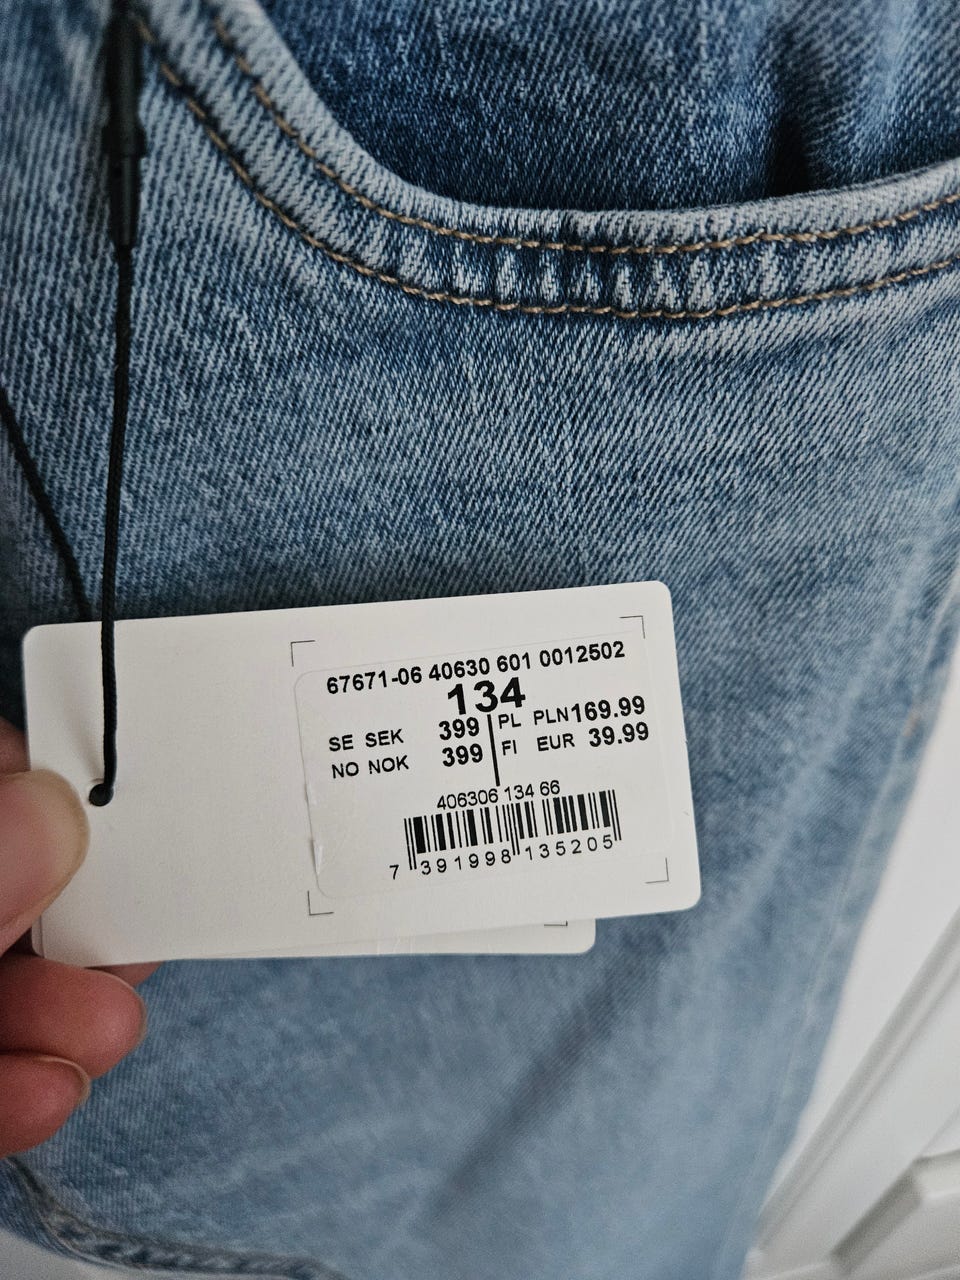 67671-06 40630 601 0012502
134
SE SEK 399 PL PLN169.99
NO NOK 399 FI EUR 39.99
406306 134 66
7 391998 135205